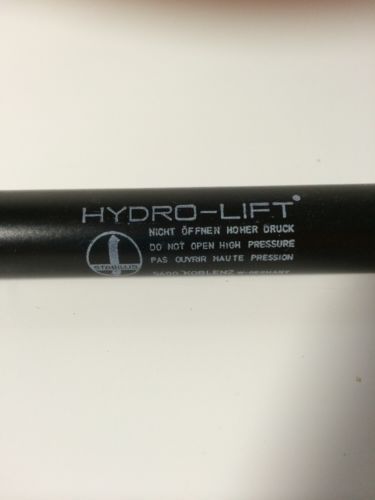 HYDRO-LIFT®
NICHT ÖFFNEN HOHER DRUCK
DO NOT OPEN HIGH PRESSURE
PAS OUVRIR HAUTE PRESSION
STABILUS
5400 KOBLENZ W-GERMANY